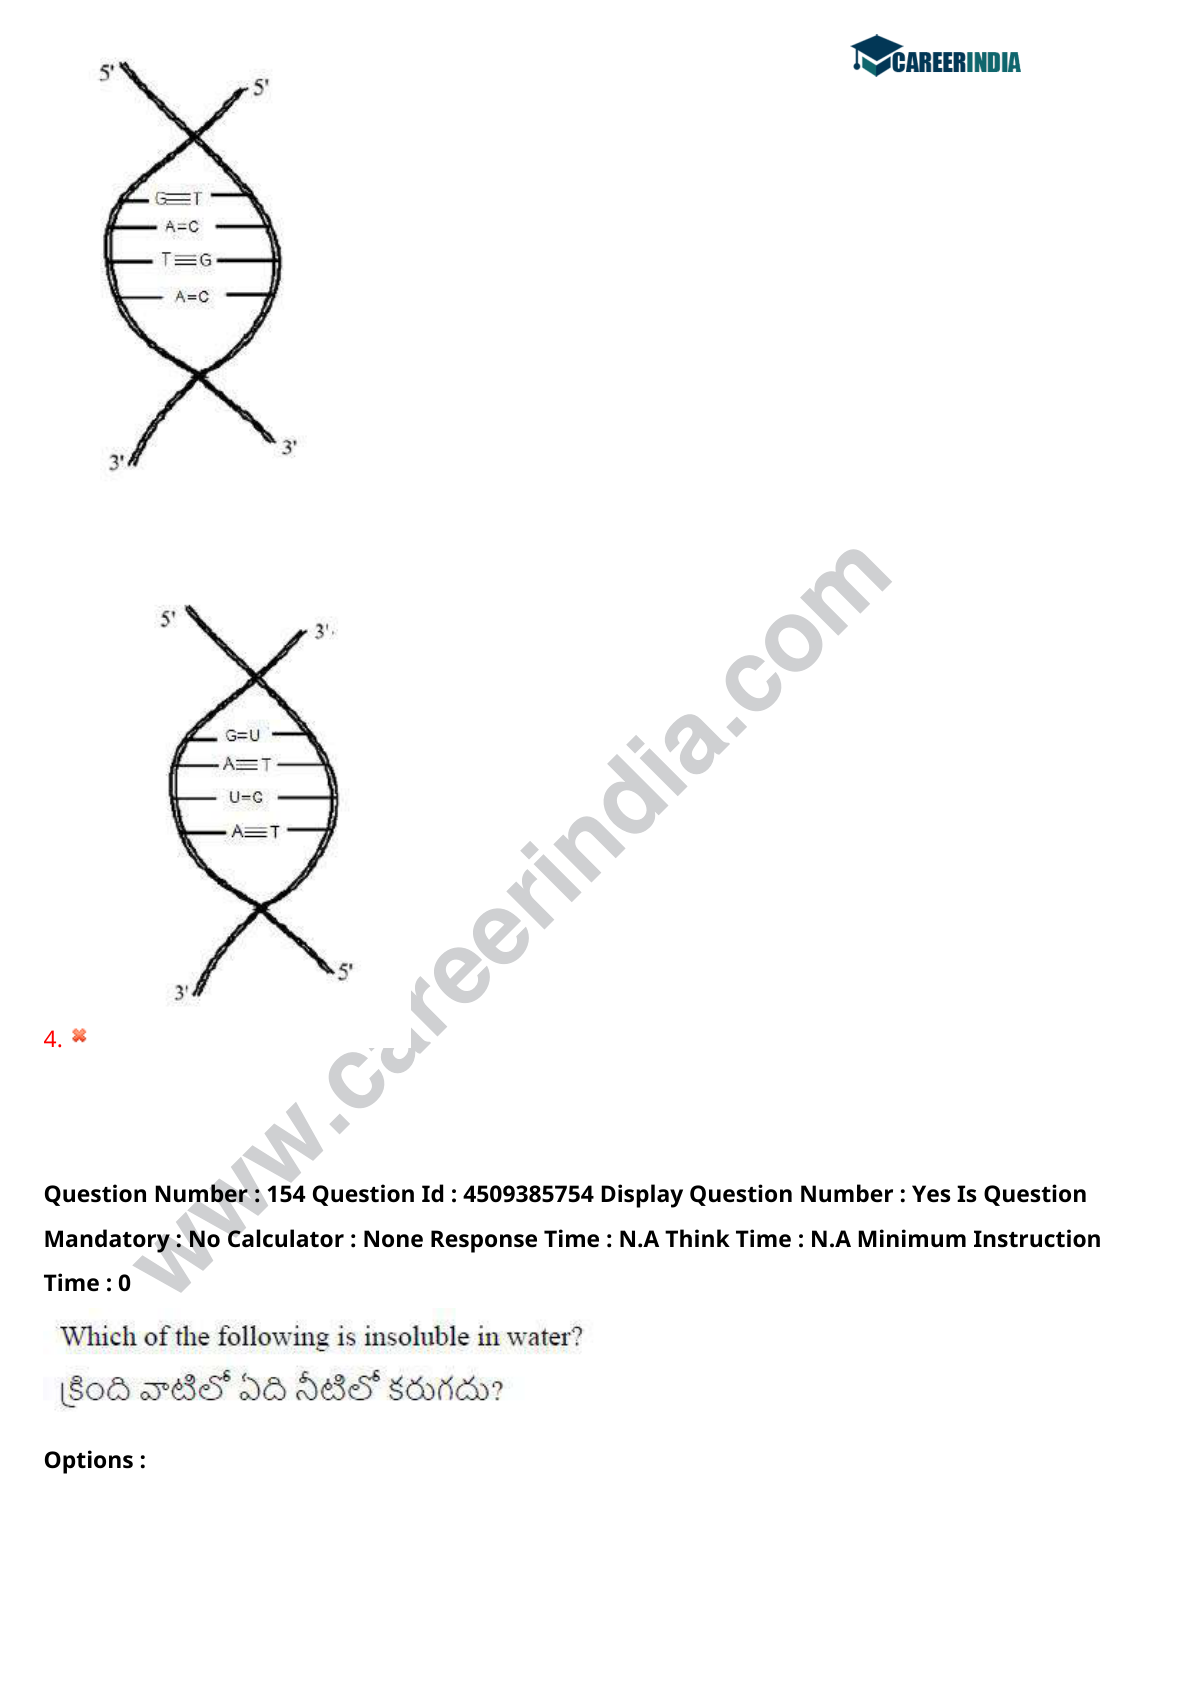 CAREERINDIA
5'
5'
G≡T
A=C
T≡G
A=C
3'
3'
5'
3'
G=U
A≡T
U=G
A≡T
5'
3'
4.
www.careerindia.com
Question Number : 154 Question Id : 4509385754 Display Question Number : Yes Is Question
Mandatory : No Calculator : None Response Time : N.A Think Time : N.A Minimum Instruction
Time : 0
Which of the following is insoluble in water?
క్రింది వాటిలో ఏది నీటిలో కరుగదు?
Options :